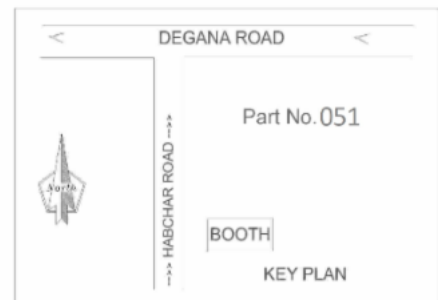 < DEGANA ROAD <
Part No. 051
North
HABCHAR ROAD
BOOTH
KEY PLAN